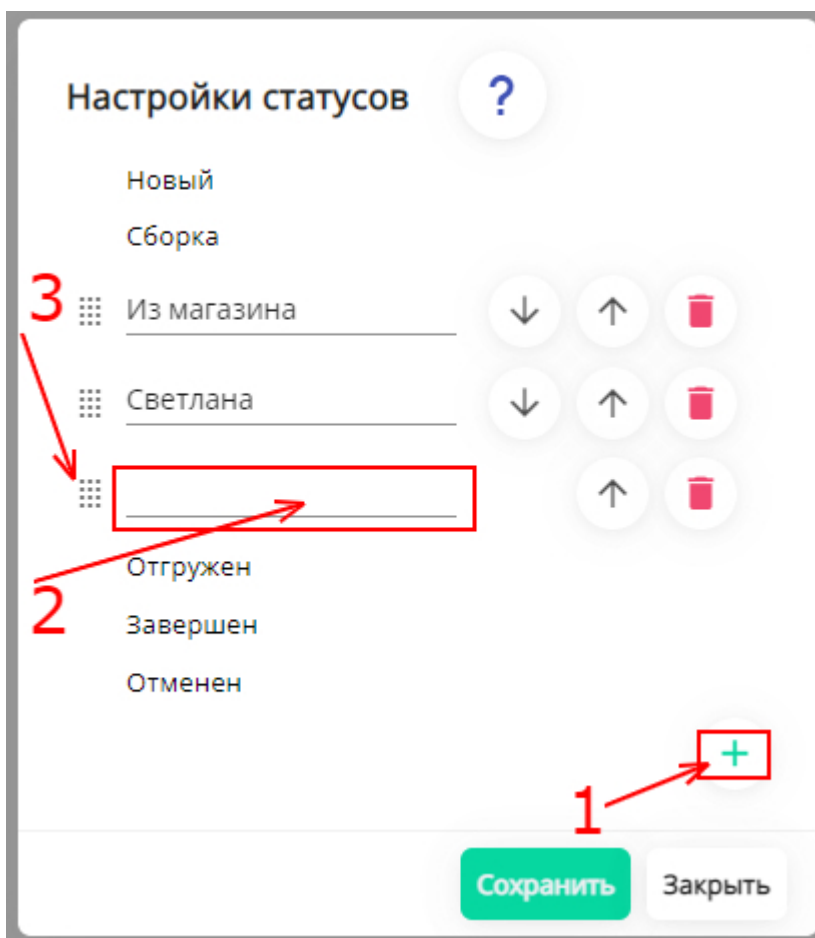 Настройки статусов ?
Новый
Сборка
3 Из магазина
Светлана
2
Отгружен
Завершен
Отменен
+
1
Сохранить Закрыть